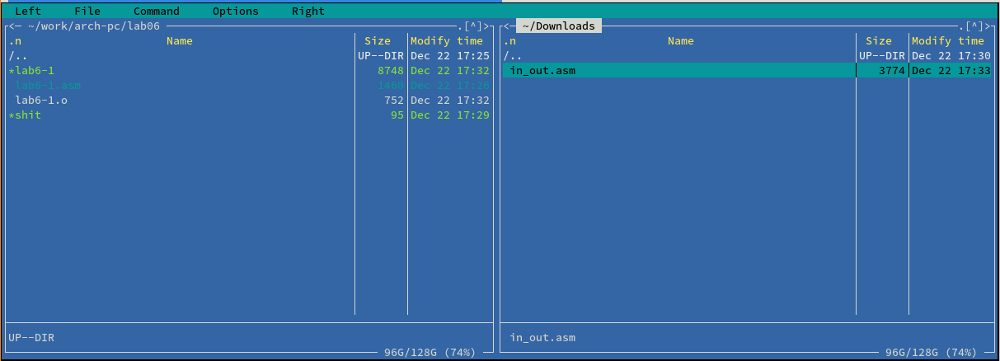 Left File Command Options Right
<─ ~/work/arch-pc/lab06 ─.[^]>
.n Name Size Modify time
/.. UP--DIR Dec 22 17:25
*lab6-1 8748 Dec 22 17:32
lab6-1.asm 1460 Dec 22 17:26
lab6-1.o 752 Dec 22 17:32
*shit 95 Dec 22 17:29
UP--DIR
96G/128G (74%)
<─ ~/Downloads ─.[^]>
.n Name Size Modify time
/.. UP--DIR Dec 22 17:30
in_out.asm 3774 Dec 22 17:33
in_out.asm
96G/128G (74%)